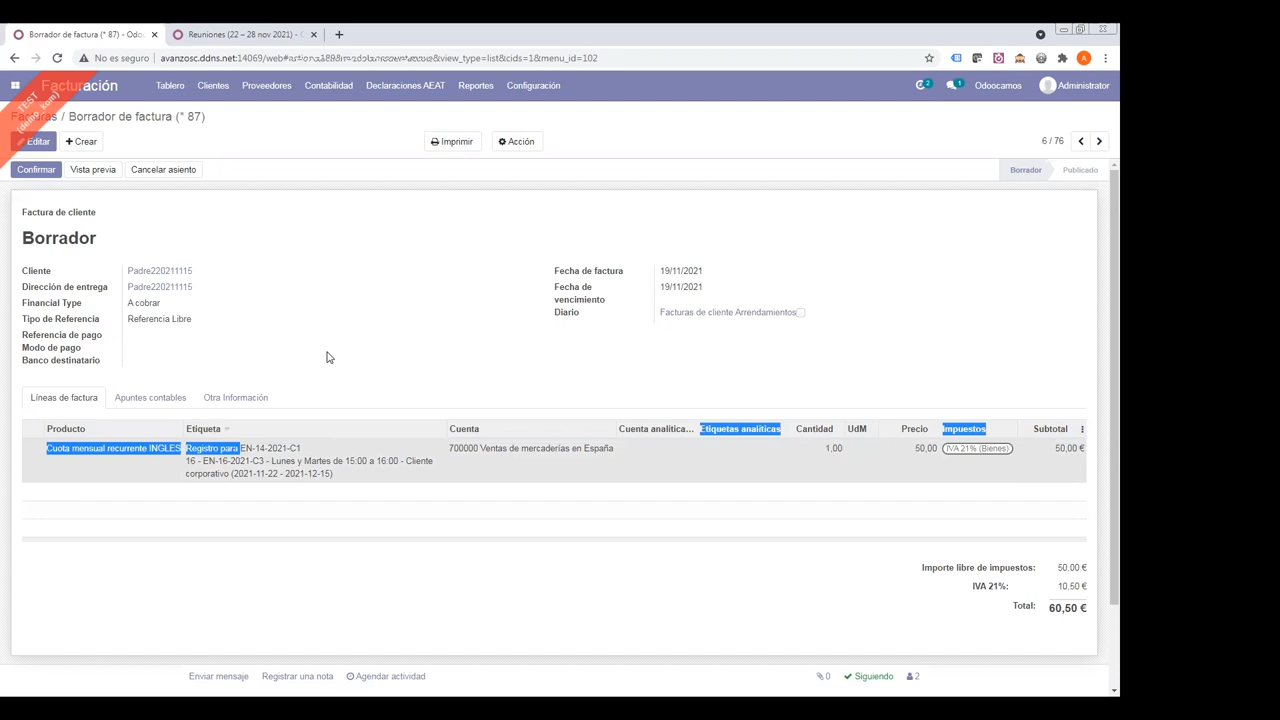 Borrador de factura (* 87) - Odoo
Reuniones (22 – 28 nov 2021) -
No es seguro
&view_type=list&cids=1&menu_id=102
Facturación
Tablero
Clientes
Proveedores
Contabilidad
Declaraciones AEAT
Reportes
Configuración
2
1
Odoocamos
Administrator
TEST
Facturas / Borrador de factura (* 87)
Editar
Crear
Imprimir
Acción
6 / 76
Confirmar
Vista previa
Cancelar asiento
Borrador
Publicado
Factura de cliente
Borrador
Cliente Padre220211115
Dirección de entrega Padre220211115
Financial Type A cobrar
Tipo de Referencia Referencia Libre
Referencia de pago
Modo de pago
Banco destinatario
Fecha de factura 19/11/2021
Fecha de vencimiento 19/11/2021
Diario Facturas de cliente Arrendamientos
Líneas de factura
Apuntes contables
Otra Información
Producto Etiqueta Cuenta Cuenta analítica... Etiquetas analíticas Cantidad UdM Precio Impuestos Subtotal
Cuota mensual recurrente INGLES Registro para EN-14-2021-C1 700000 Ventas de mercaderías en España 1,00 50,00 IVA 21% (Bienes) 50,00 €
16 - EN-16-2021-C3 - Lunes y Martes de 15:00 a 16:00 - Cliente
corporativo (2021-11-22 - 2021-12-15)
Importe libre de impuestos: 50,00 €
IVA 21%: 10,50 €
Total: 60,50 €
Enviar mensaje
Registrar una nota
Agendar actividad
0
Siguiendo
2